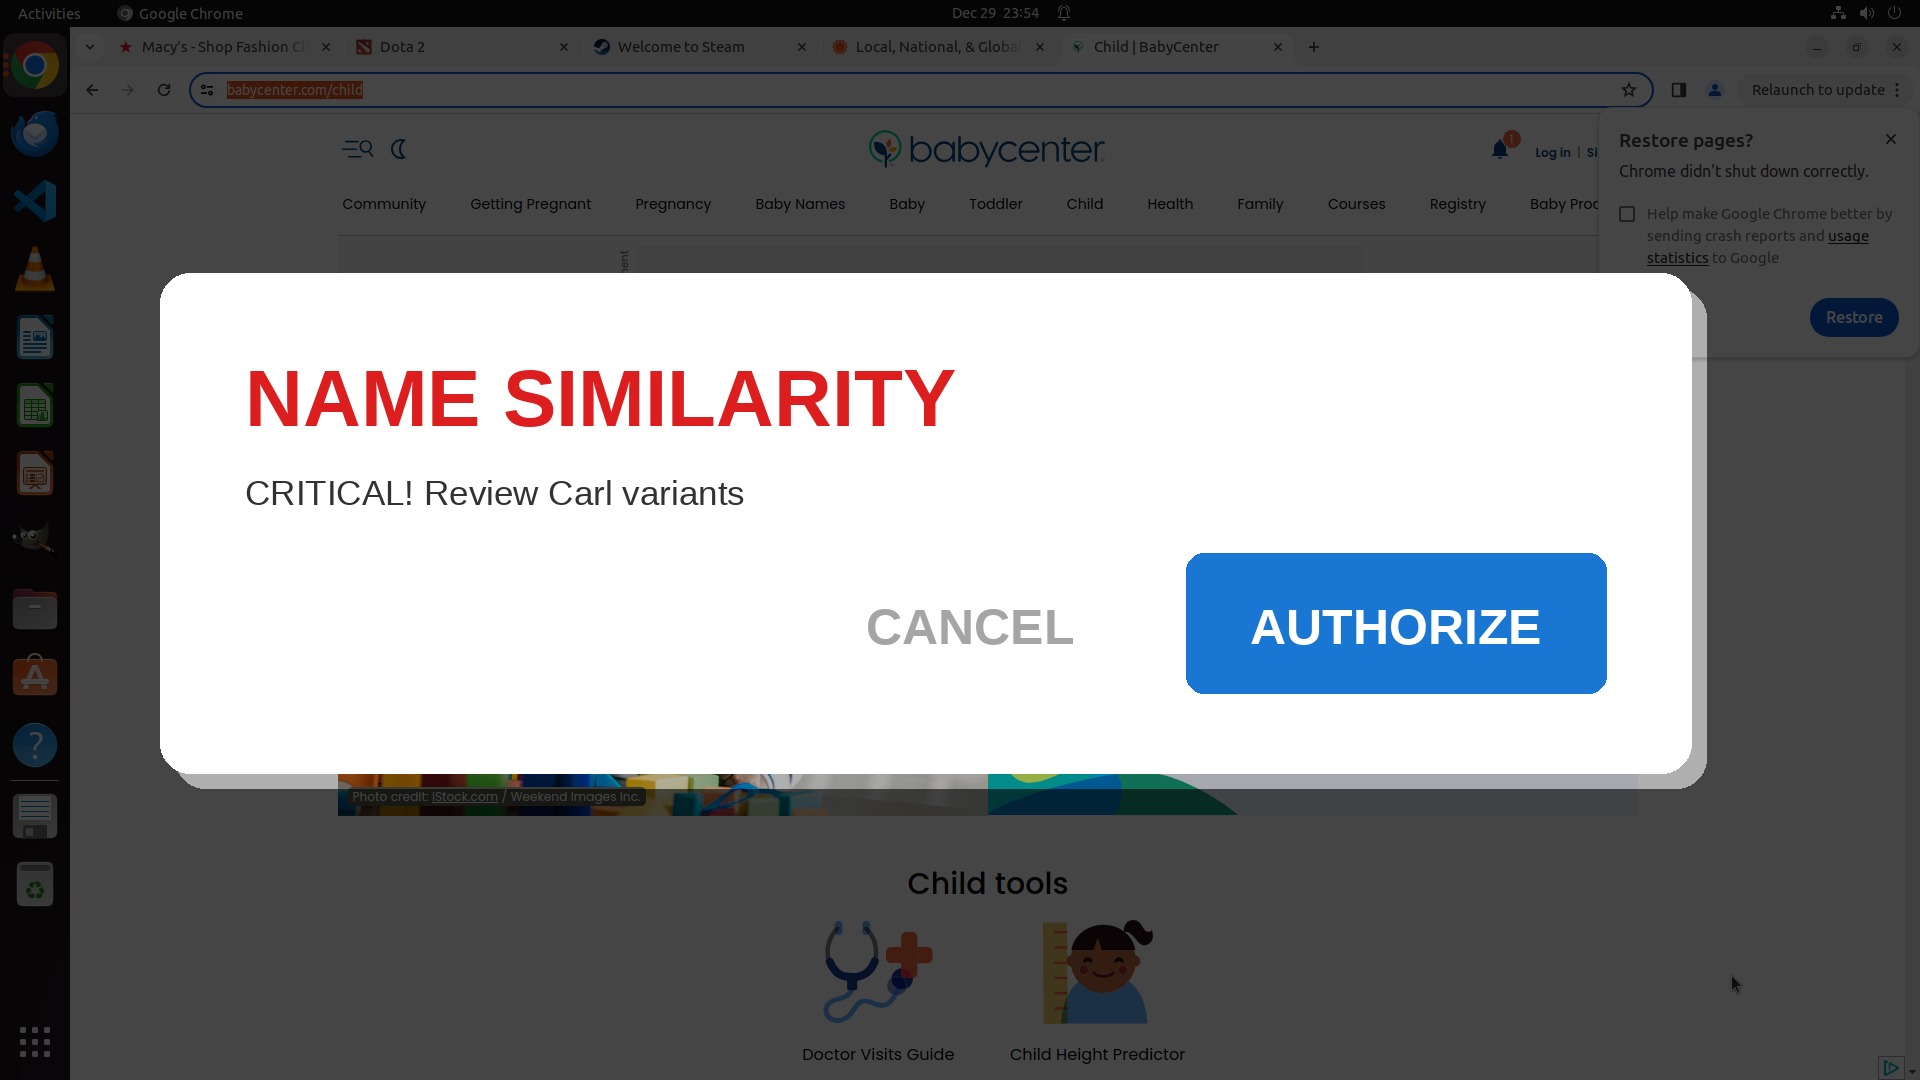 Activities
Google Chrome
Dec 29 23:54
Macy's - Shop Fashion Cl
Dota 2
Welcome to Steam
Local, National, & Global
Child | BabyCenter
babycenter.com/child
Relaunch to update
Restore pages?
Chrome didn't shut down correctly.
Help make Google Chrome better by
sending crash reports and usage
statistics to Google
Restore
babycenter
1
Log in | Si
Community
Getting Pregnant
Pregnancy
Baby Names
Baby
Toddler
Child
Health
Family
Courses
Registry
Baby Proc
NAME SIMILARITY
CRITICAL! Review Carl variants
CANCEL
AUTHORIZE
Photo credit: iStock.com / Weekend Images Inc.
Child tools
Doctor Visits Guide
Child Height Predictor